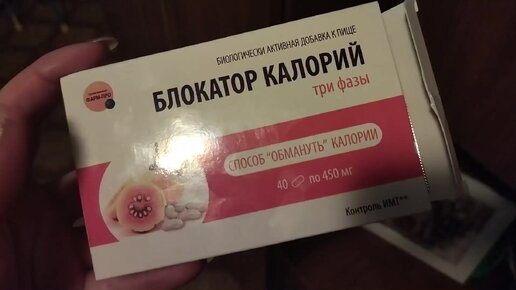 БИОЛОГИЧЕСКИ АКТИВНАЯ ДОБАВКА К ПИЩЕ
ФАРМ-ПРО
БЛОКАТОР КАЛОРИЙ
три фазы
СПОСОБ "ОБМАНУТЬ" КАЛОРИИ
40 по 450 мг
Контроль ИМТ**